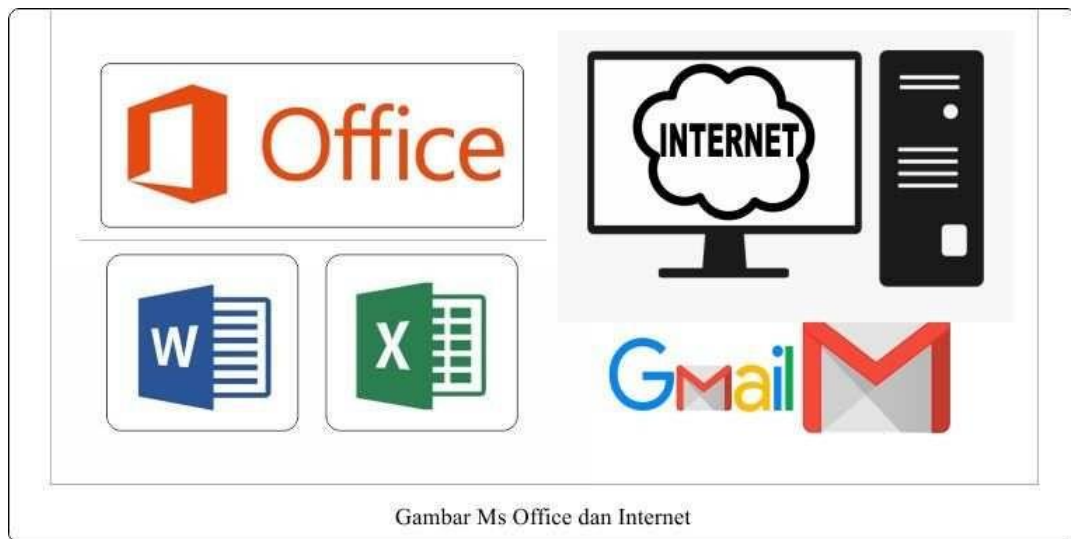 Office
INTERNET
W
X
Gmail
Gambar Ms Office dan Internet